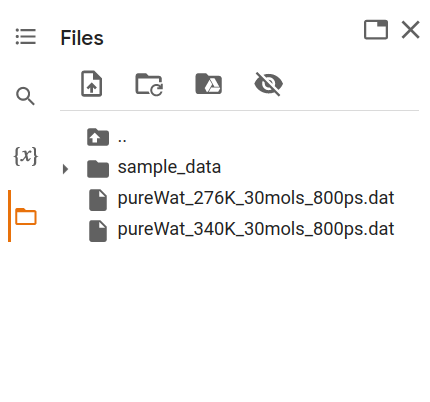 Files
..
{x}
sample_data
pureWat_276K_30mols_800ps.dat
pureWat_340K_30mols_800ps.dat